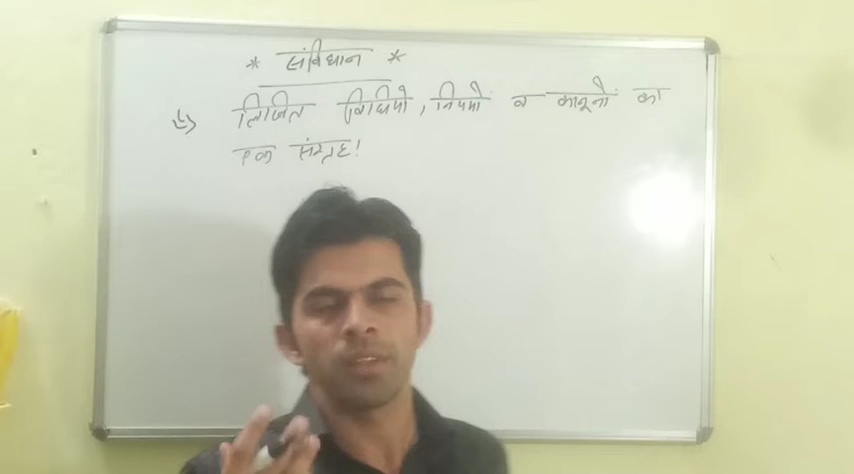 * संविधान *
लिखित विधियो, नियमो व कानूनों का
एक संग्रह!